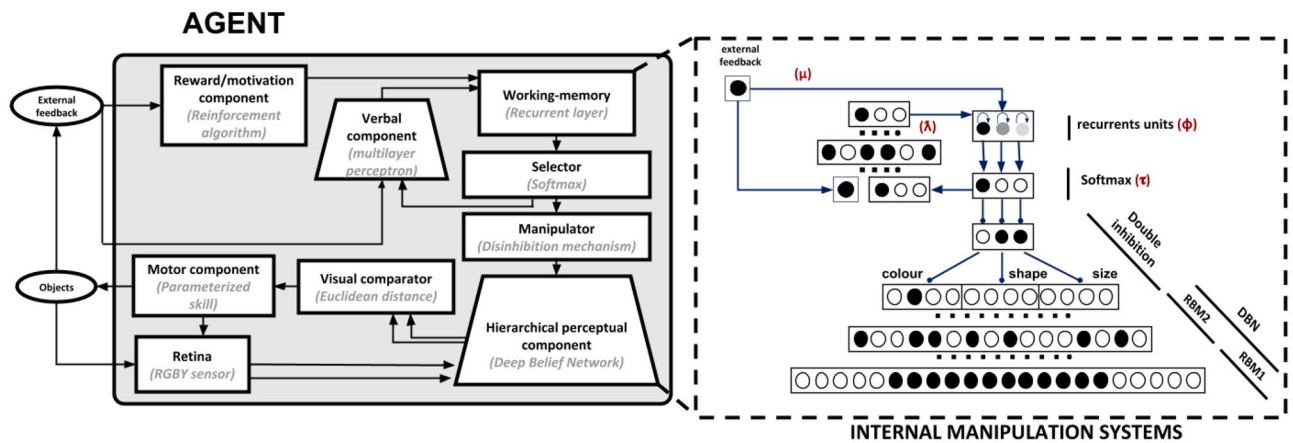 AGENT
External
feedback
Reward/motivation
component
(Reinforcement
algorithm)
Verbal
component
(multilayer
perceptron)
Working-memory
(Recurrent layer)
Selector
(Softmax)
Manipulator
(Disinhibition mechanism)
Objects
Motor component
(Parameterized
skill)
Visual comparator
(Euclidean distance)
Hierarchical perceptual
component
(Deep Belief Network)
Retina
(RGBY sensor)
external
feedback
(μ)
(λ)
recurrents units (ϕ)
Softmax (τ)
Double
inhibition
colour
shape
size
RBM2
DBN
RBM1
INTERNAL MANIPULATION SYSTEMS